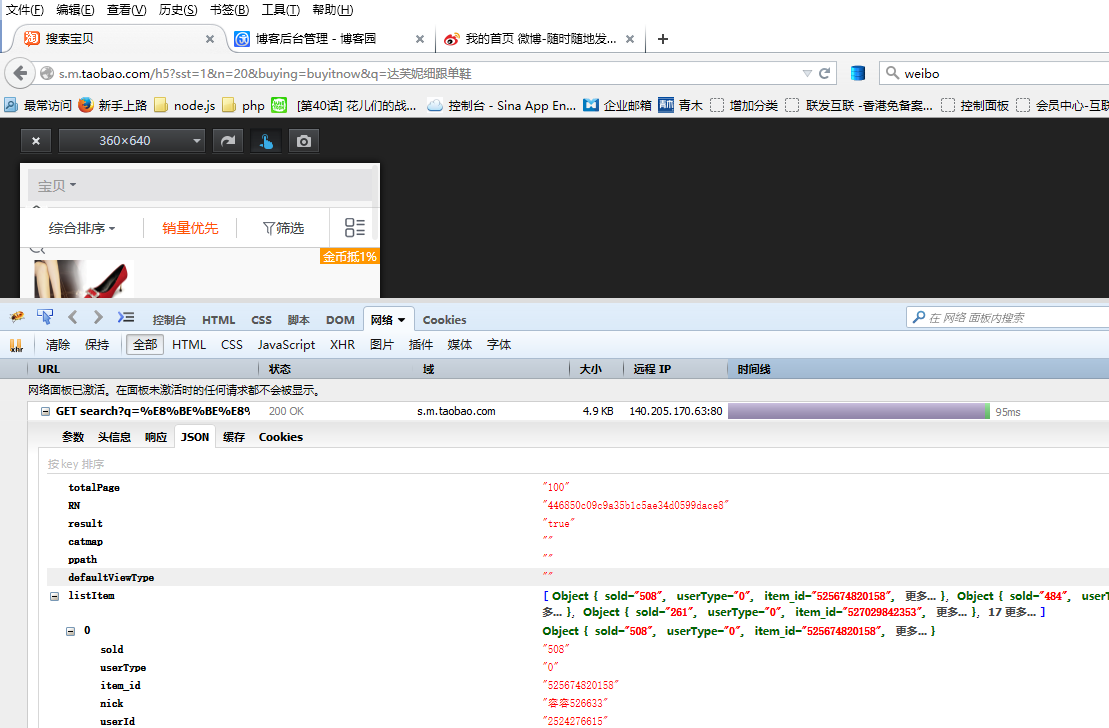 文件(F) 编辑(E) 查看(V) 历史(S) 书签(B) 工具(T) 帮助(H)
淘 搜索宝贝 × 博客后台管理 - 博客园 × 我的首页 微博-随时随地发... × +
s.m.taobao.com/h5?sst=1&n=20&buying=buyitnow&q=达芙妮细跟单鞋 weibo
最常访问 新手上路 node.js php [第40话] 花儿们的战... 控制台 - Sina App En... 企业邮箱 青木 增加分类 联发互联 -香港免备案... 控制面板 会员中心-互联
× 360×640
宝贝
综合排序 销量优先 筛选
金币抵1%
控制台 HTML CSS 脚本 DOM 网络 Cookies 在 网络 面板内搜索
xhr 清除 保持 全部 HTML CSS JavaScript XHR 图片 插件 媒体 字体
URL 状态 域 大小 远程 IP 时间线
网络面板已激活。在面板未激活时的任何请求都不会被显示。
GET search?q=%E8%BE%BE%E8% 200 OK s.m.taobao.com 4.9 KB 140.205.170.63:80 95ms
参数 头信息 响应 JSON 缓存 Cookies
按 key 排序
totalPage "100"
RN "446850c09c9a35b1c5ae34d0599dace8"
result "true"
catmap ""
ppath ""
defaultViewType ""
listItem [ Object { sold="508", userType="0", item_id="525674820158", 更多... }, Object { sold="484", userT
多... }, Object { sold="261", userType="0", item_id="527029842353", 更多... }, 17 更多... ]
0 Object { sold="508", userType="0", item_id="525674820158", 更多... }
sold "508"
userType "0"
item_id "525674820158"
nick "容容526633"
userId "2524276615"